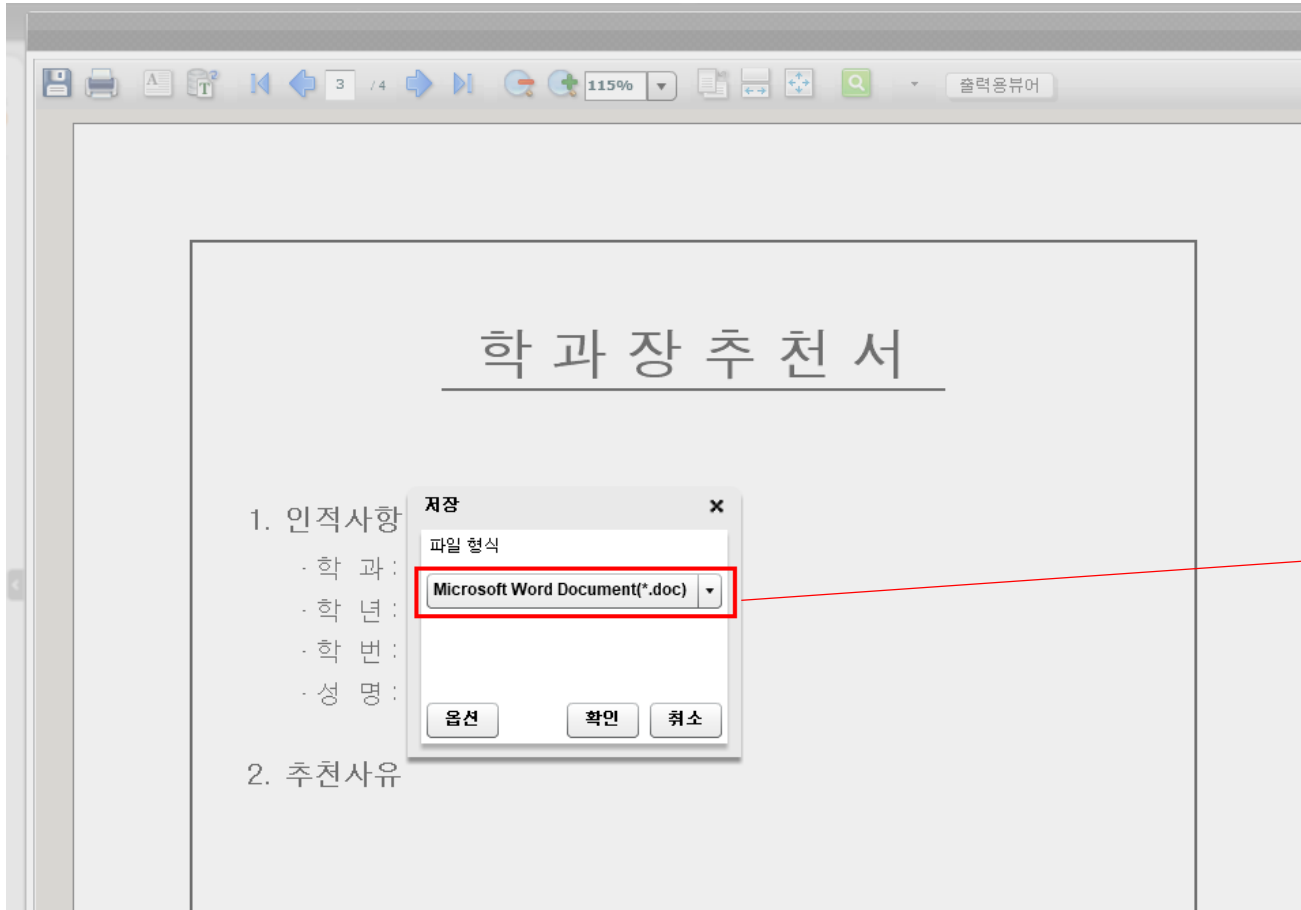 3 / 4 115% 출력용뷰어
학 과 장 추 천 서
1. 인적사항
· 학 과 :
· 학 년 :
· 학 번 :
· 성 명 :
2. 추천사유
저장
파일 형식
Microsoft Word Document(*.doc)
옵션 확인 취소